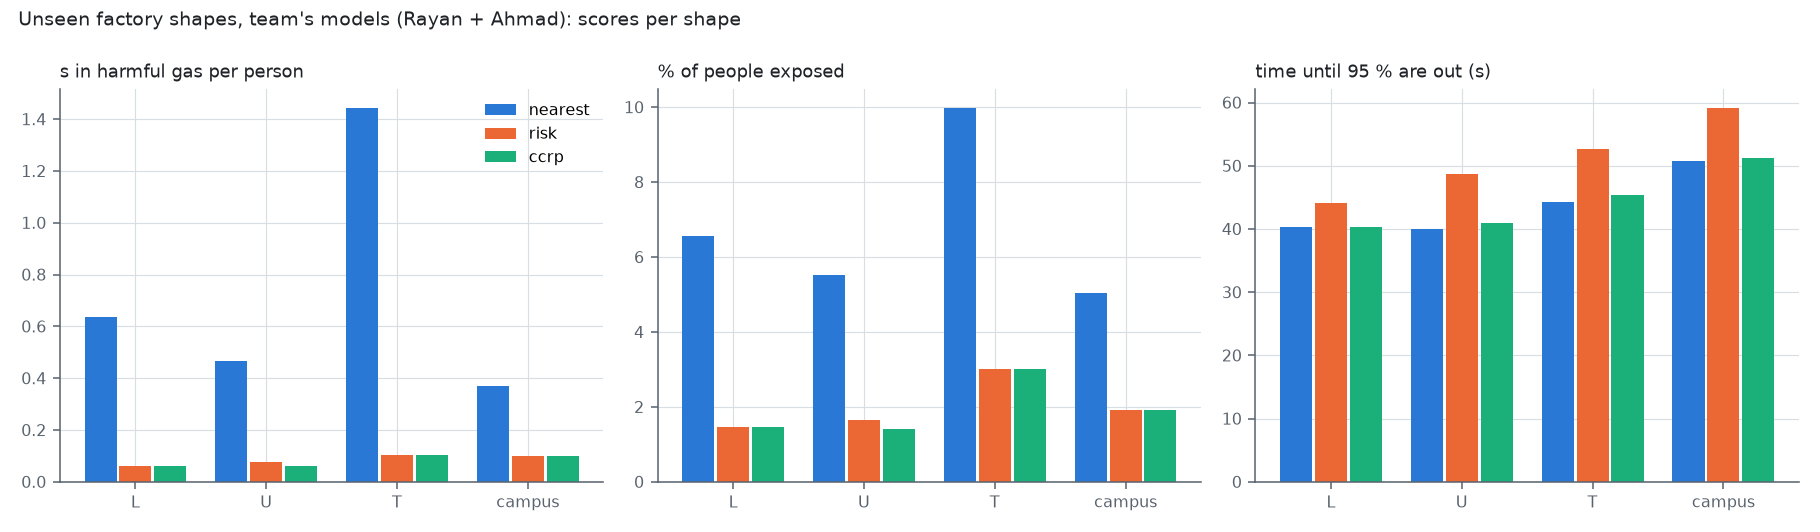 Unseen factory shapes, team's models (Rayan + Ahmad): scores per shape
s in harmful gas per person
1.4
1.2
1.0
0.8
0.6
0.4
0.2
0.0
L
U
T
campus
nearest
risk
ccrp
% of people exposed
10
8
6
4
2
0
L
U
T
campus
time until 95 % are out (s)
60
50
40
30
20
10
0
L
U
T
campus